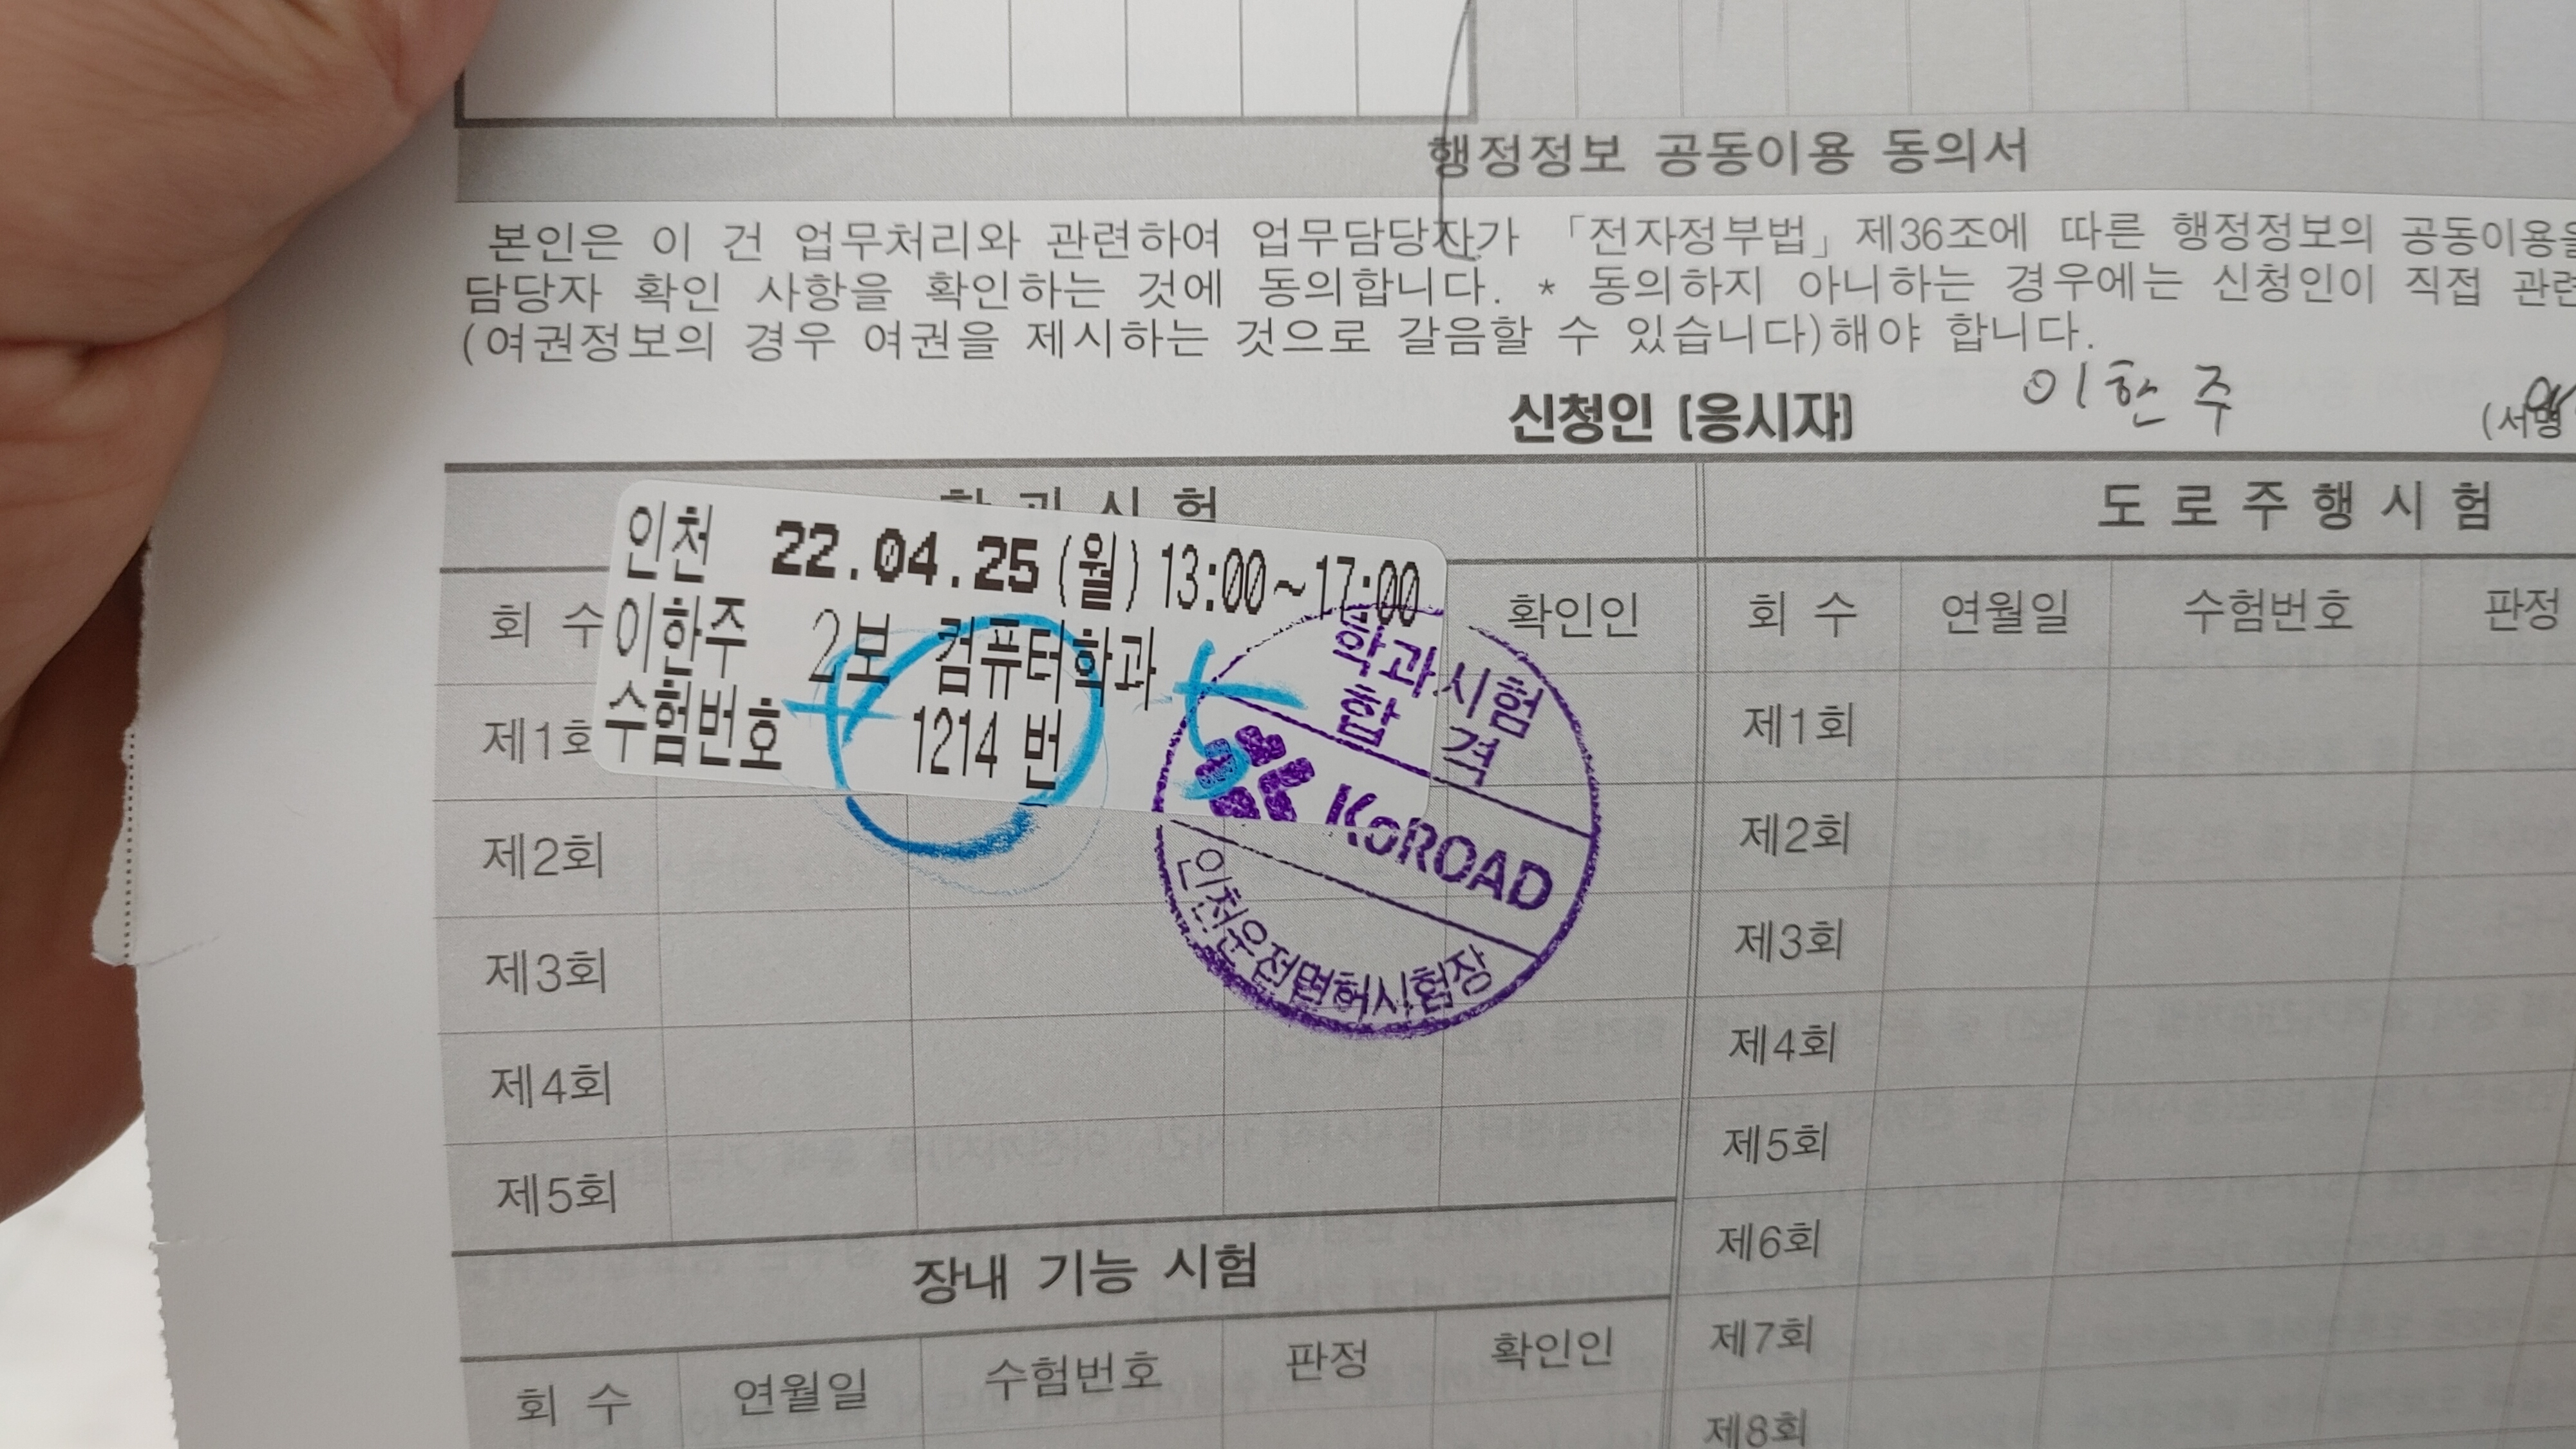 행정정보 공동이용 동의서
본인은 이 건 업무처리와 관련하여 업무담당자가 「전자정부법」 제36조에 따른 행정정보의 공동이용을
담당자 확인 사항을 확인하는 것에 동의합니다. * 동의하지 아니하는 경우에는 신청인이 직접 관련
(여권정보의 경우 여권을 제시하는 것으로 갈음할 수 있습니다)해야 합니다.
신청인 [응시자] 이한주 (서명
학 과 시 험
도 로 주 행 시 험
인천 22.04.25(월) 13:00~17:00
이한주 2보 컴퓨터학과
수험번호 1214 번
학과 시험
합 격
KoROAD
인천운전면허시험장
회 수 확인인
제1회
제2회
제3회
제4회
제5회
회 수 연월일 수험번호 판정
제1회
제2회
제3회
제4회
제5회
제6회
제7회
제8회
장내 기능 시험
회 수 연월일 수험번호 판정 확인인